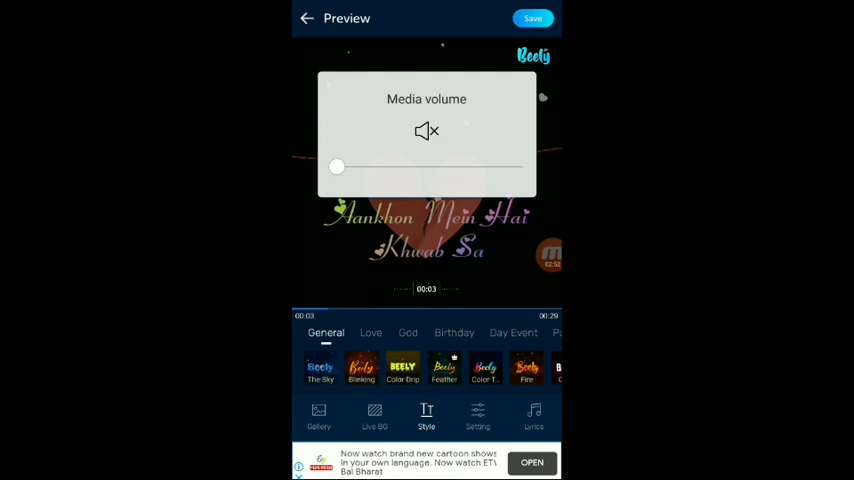 Preview
Save
Beely
Media volume
Aankhon Mein Hai
Khwab Sa
02:52
00:03
00:03
00:29
General Love God Birthday Day Event
Beely Beely BEELY Beely Beely Beely
The Sky Blinking Color Drip Feather Color T... Fire
Gallery Live BG Style Setting Lyrics
Now watch brand new cartoon shows
in your own language. Now watch ETV
Bal Bharat
OPEN